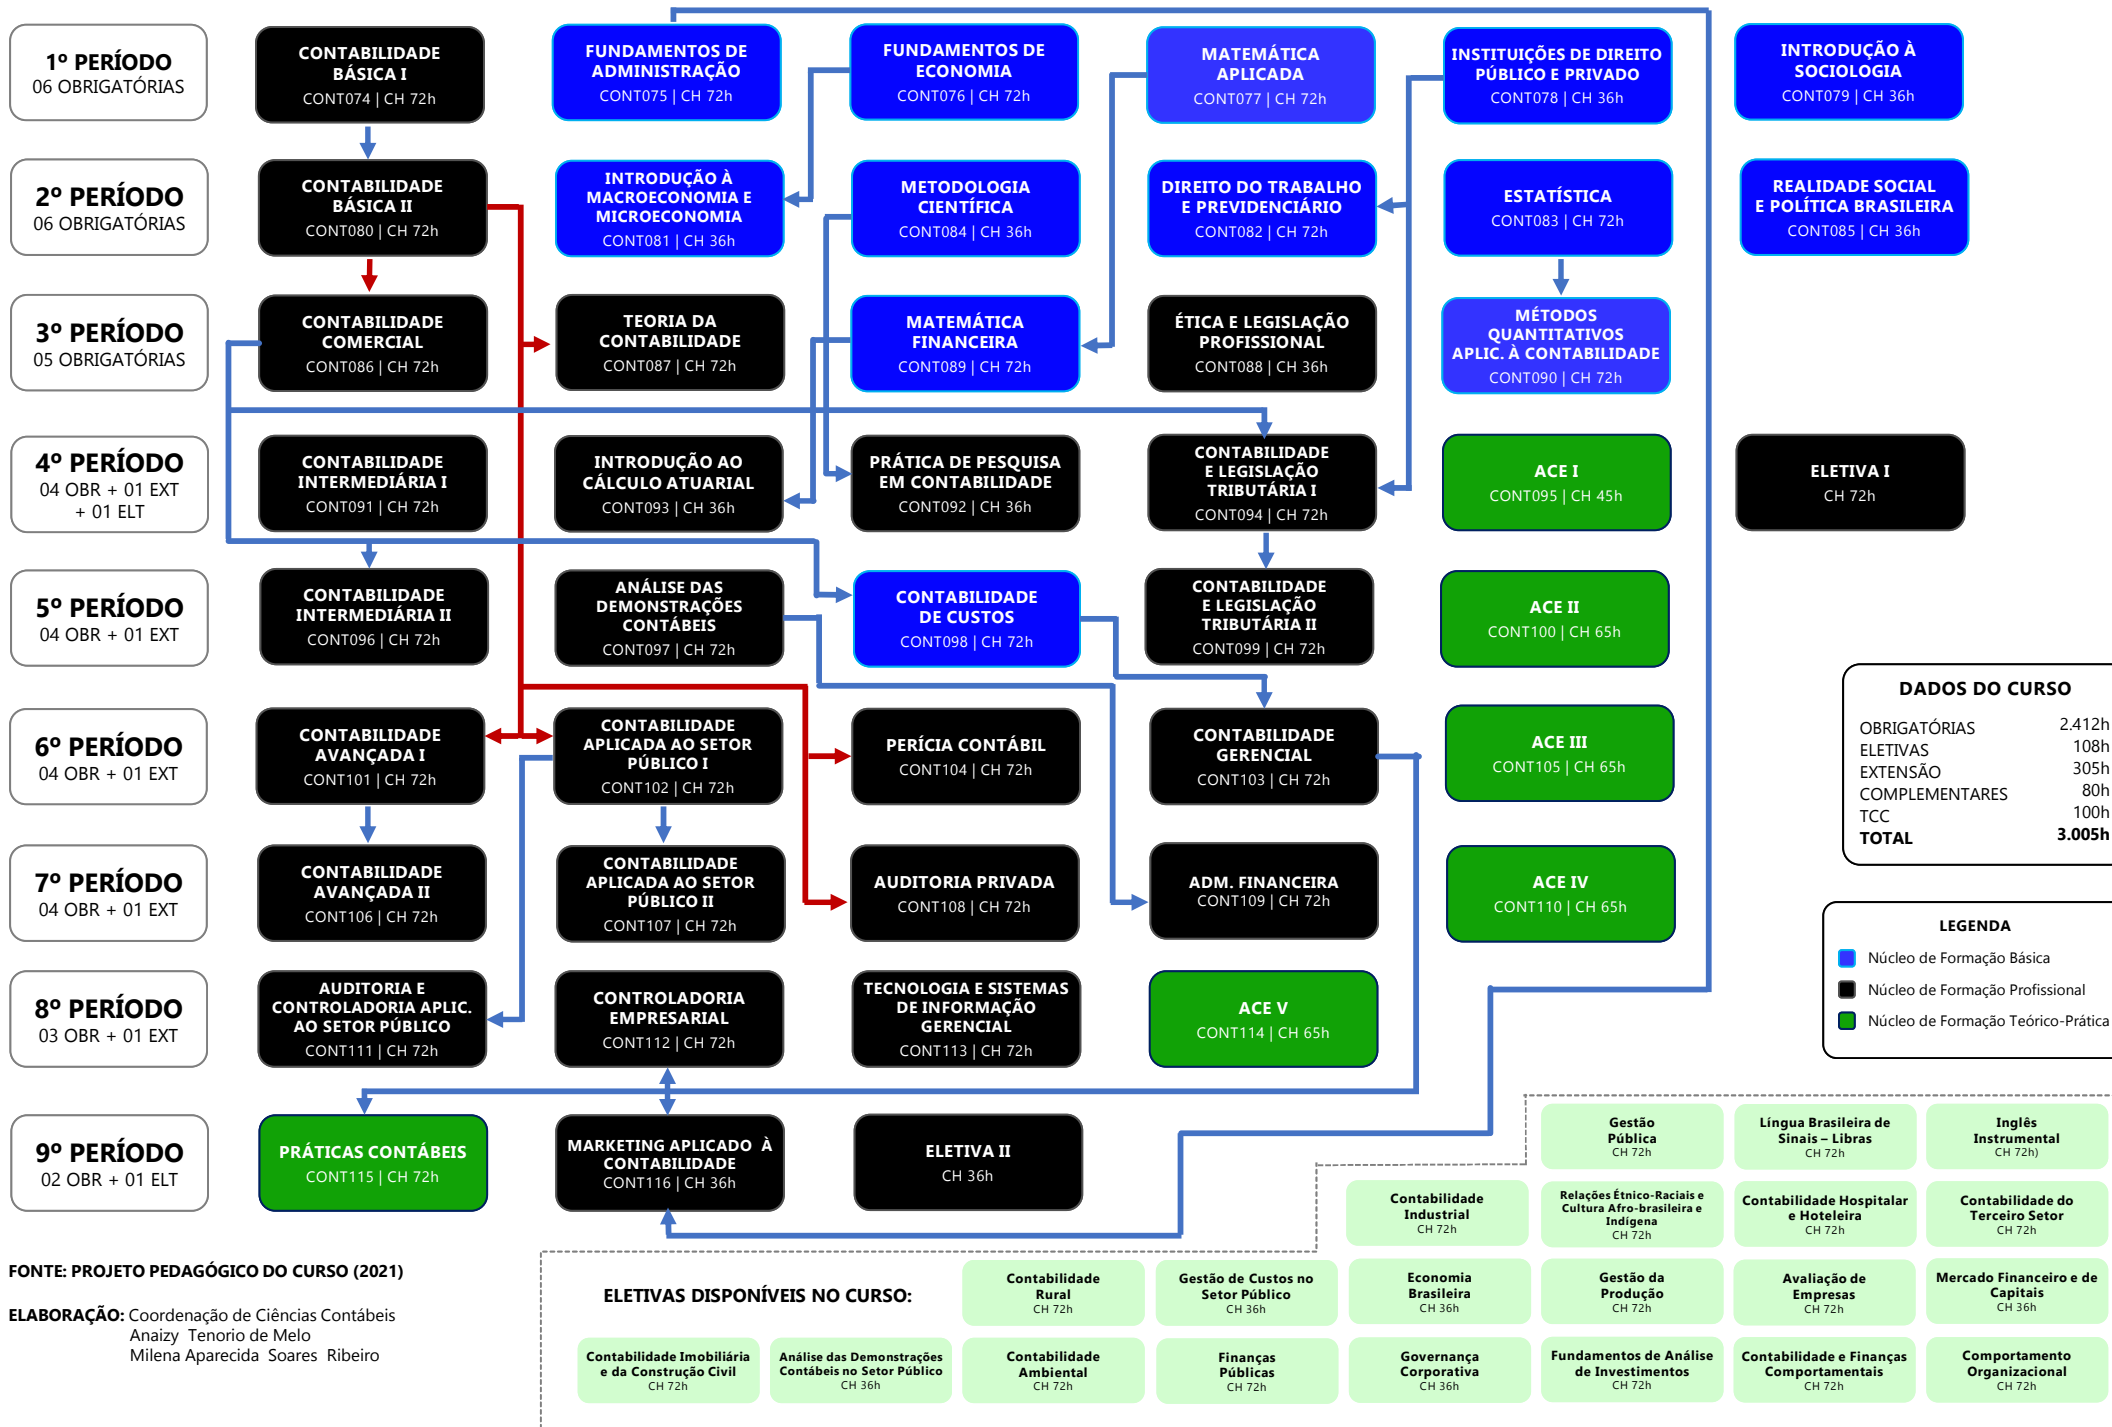 1º PERÍODO
06 OBRIGATÓRIAS
CONTABILIDADE
BÁSICA I
CONT074 | CH 72h
FUNDAMENTOS DE
ADMINISTRAÇÃO
CONT075 | CH 72h
FUNDAMENTOS DE
ECONOMIA
CONT076 | CH 72h
MATEMÁTICA
APLICADA
CONT077 | CH 72h
INSTITUIÇÕES DE DIREITO
PÚBLICO E PRIVADO
CONT078 | CH 36h
INTRODUÇÃO À
SOCIOLOGIA
CONT079 | CH 36h
2º PERÍODO
06 OBRIGATÓRIAS
CONTABILIDADE
BÁSICA II
CONT080 | CH 72h
INTRODUÇÃO À
MACROECONOMIA E
MICROECONOMIA
CONT081 | CH 36h
METODOLOGIA
CIENTÍFICA
CONT084 | CH 36h
DIREITO DO TRABALHO
E PREVIDENCIÁRIO
CONT082 | CH 72h
ESTATÍSTICA
CONT083 | CH 72h
REALIDADE SOCIAL
E POLÍTICA BRASILEIRA
CONT085 | CH 36h
3º PERÍODO
05 OBRIGATÓRIAS
CONTABILIDADE
COMERCIAL
CONT086 | CH 72h
TEORIA DA
CONTABILIDADE
CONT087 | CH 72h
MATEMÁTICA
FINANCEIRA
CONT089 | CH 72h
ÉTICA E LEGISLAÇÃO
PROFISSIONAL
CONT088 | CH 36h
MÉTODOS
QUANTITATIVOS
APLIC. À CONTABILIDADE
CONT090 | CH 72h
4º PERÍODO
04 OBR + 01 EXT
+ 01 ELT
CONTABILIDADE
INTERMEDIÁRIA I
CONT091 | CH 72h
INTRODUÇÃO AO
CÁLCULO ATUARIAL
CONT093 | CH 36h
PRÁTICA DE PESQUISA
EM CONTABILIDADE
CONT092 | CH 36h
CONTABILIDADE
E LEGISLAÇÃO
TRIBUTÁRIA I
CONT094 | CH 72h
ACE I
CONT095 | CH 45h
ELETIVA I
CH 72h
5º PERÍODO
04 OBR + 01 EXT
CONTABILIDADE
INTERMEDIÁRIA II
CONT096 | CH 72h
ANÁLISE DAS
DEMONSTRAÇÕES
CONTÁBEIS
CONT097 | CH 72h
CONTABILIDADE
DE CUSTOS
CONT098 | CH 72h
CONTABILIDADE
E LEGISLAÇÃO
TRIBUTÁRIA II
CONT099 | CH 72h
ACE II
CONT100 | CH 65h
6º PERÍODO
04 OBR + 01 EXT
CONTABILIDADE
AVANÇADA I
CONT101 | CH 72h
CONTABILIDADE
APLICADA AO SETOR
PÚBLICO I
CONT102 | CH 72h
PERÍCIA CONTÁBIL
CONT104 | CH 72h
CONTABILIDADE
GERENCIAL
CONT103 | CH 72h
ACE III
CONT105 | CH 65h
DADOS DO CURSO
OBRIGATÓRIAS 2.412h
ELETIVAS 108h
EXTENSÃO 305h
COMPLEMENTARES 80h
TCC 100h
TOTAL 3.005h
7º PERÍODO
04 OBR + 01 EXT
CONTABILIDADE
AVANÇADA II
CONT106 | CH 72h
CONTABILIDADE
APLICADA AO SETOR
PÚBLICO II
CONT107 | CH 72h
AUDITORIA PRIVADA
CONT108 | CH 72h
ADM. FINANCEIRA
CONT109 | CH 72h
ACE IV
CONT110 | CH 65h
LEGENDA
Núcleo de Formação Básica
Núcleo de Formação Profissional
Núcleo de Formação Teórico-Prática
8º PERÍODO
03 OBR + 01 EXT
AUDITORIA E
CONTROLADORIA APLIC.
AO SETOR PÚBLICO
CONT111 | CH 72h
CONTROLADORIA
EMPRESARIAL
CONT112 | CH 72h
TECNOLOGIA E SISTEMAS
DE INFORMAÇÃO
GERENCIAL
CONT113 | CH 72h
ACE V
CONT114 | CH 65h
9º PERÍODO
02 OBR + 01 ELT
PRÁTICAS CONTÁBEIS
CONT115 | CH 72h
MARKETING APLICADO À
CONTABILIDADE
CONT116 | CH 36h
ELETIVA II
CH 36h
Gestão
Pública
CH 72h
Língua Brasileira de
Sinais – Libras
CH 72h
Inglês
Instrumental
CH 72h)
Contabilidade
Industrial
CH 72h
Relações Étnico-Raciais e
Cultura Afro-brasileira e
Indígena
CH 72h
Contabilidade Hospitalar
e Hoteleira
CH 72h
Contabilidade do
Terceiro Setor
CH 72h
FONTE: PROJETO PEDAGÓGICO DO CURSO (2021)
ELABORAÇÃO: Coordenação de Ciências Contábeis
Anaizy Tenorio de Melo
Milena Aparecida Soares Ribeiro
ELETIVAS DISPONÍVEIS NO CURSO:
Contabilidade
Rural
CH 72h
Gestão de Custos no
Setor Público
CH 36h
Economia
Brasileira
CH 36h
Gestão da
Produção
CH 72h
Avaliação de
Empresas
CH 72h
Mercado Financeiro e de
Capitais
CH 36h
Contabilidade Imobiliária
e da Construção Civil
CH 72h
Análise das Demonstrações
Contábeis no Setor Público
CH 36h
Contabilidade
Ambiental
CH 72h
Finanças
Públicas
CH 72h
Governança
Corporativa
CH 36h
Fundamentos de Análise
de Investimentos
CH 72h
Contabilidade e Finanças
Comportamentais
CH 72h
Comportamento
Organizacional
CH 72h